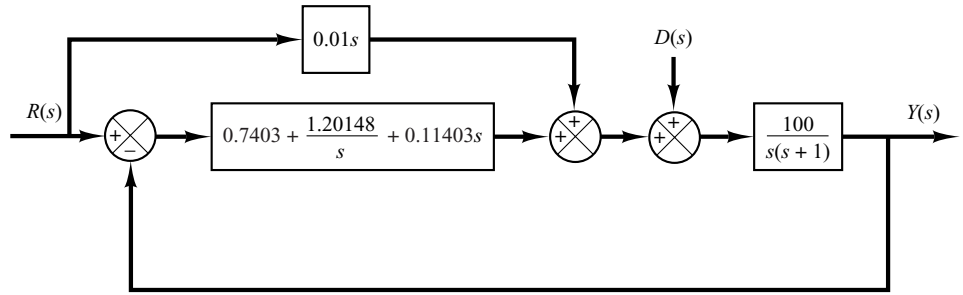 0.01s
D(s)
R(s)
+
−
0.7403 + 1.20148/s + 0.11403s
+
+
+
+
100/s(s + 1)
Y(s)